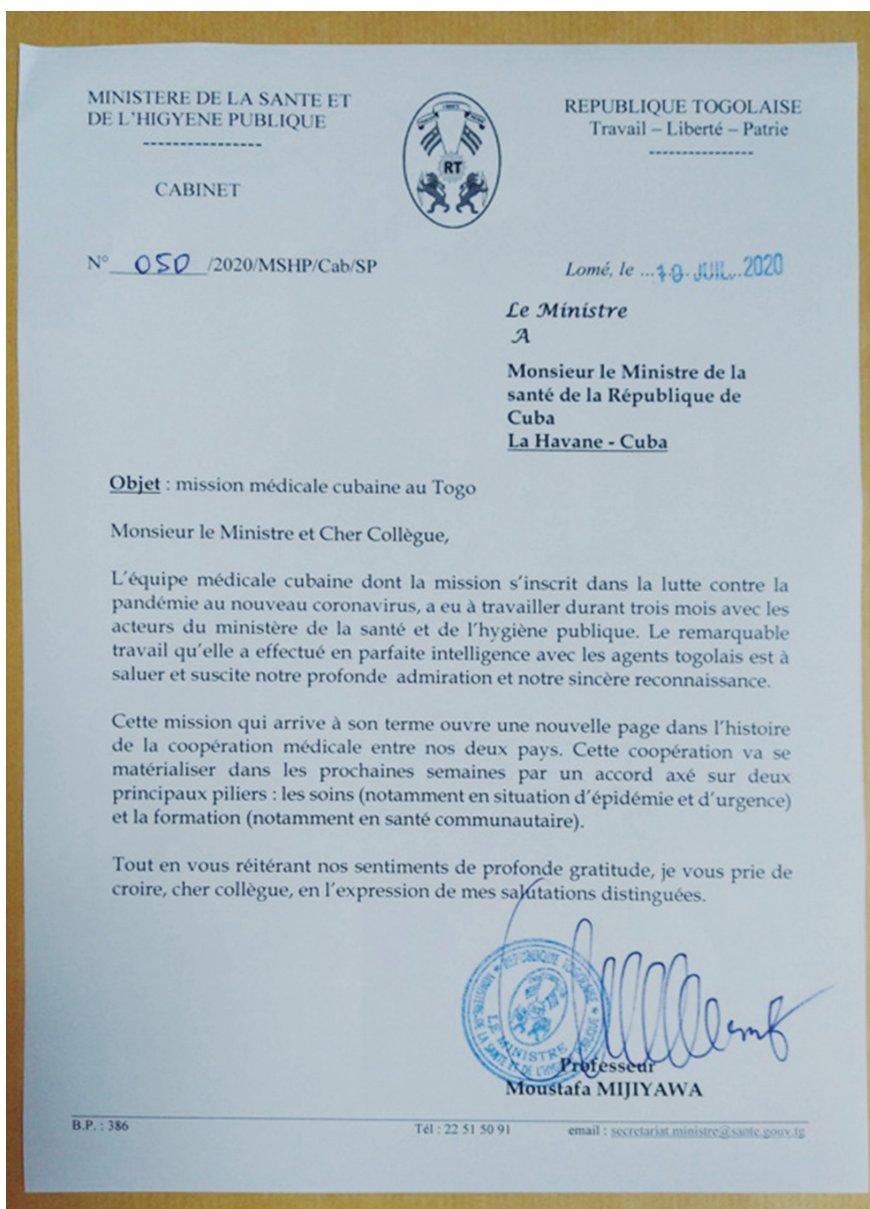 MINISTERE DE LA SANTE ET
DE L'HIGYENE PUBLIQUE
----------------
CABINET
RT
REPUBLIQUE TOGOLAISE
Travail – Liberté – Patrie
---------------
N° 050 /2020/MSHP/Cab/SP
Lomé, le ... JUIL...2020
Le Ministre
A
Monsieur le Ministre de la
santé de la République de
Cuba
La Havane - Cuba
Objet : mission médicale cubaine au Togo
Monsieur le Ministre et Cher Collègue,
L'équipe médicale cubaine dont la mission s'inscrit dans la lutte contre la
pandémie au nouveau coronavirus, a eu à travailler durant trois mois avec les
acteurs du ministère de la santé et de l'hygiène publique. Le remarquable
travail qu'elle a effectué en parfaite intelligence avec les agents togolais est à
saluer et suscite notre profonde admiration et notre sincère reconnaissance.
Cette mission qui arrive à son terme ouvre une nouvelle page dans l'histoire
de la coopération médicale entre nos deux pays. Cette coopération va se
matérialiser dans les prochaines semaines par un accord axé sur deux
principaux piliers : les soins (notamment en situation d'épidémie et d'urgence)
et la formation (notamment en santé communautaire).
Tout en vous réitérant nos sentiments de profonde gratitude, je vous prie de
croire, cher collègue, en l'expression de mes salutations distinguées.
REPUBLIQUE TOGOLAISE
MINISTERE DE LA SANTE ET DE L'HYGIENE PUBLIQUE
LE MINISTRE
Professeur
Moustafa MIJIYAWA
B.P. : 386
Tél : 22 51 50 91
email : secretariat.ministre@sante.gouv.tg